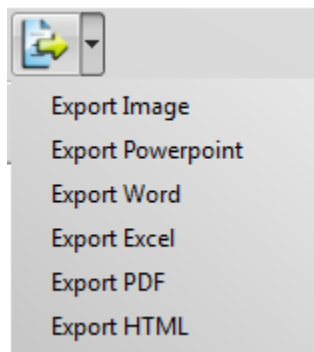 Export Image
Export Powerpoint
Export Word
Export Excel
Export PDF
Export HTML